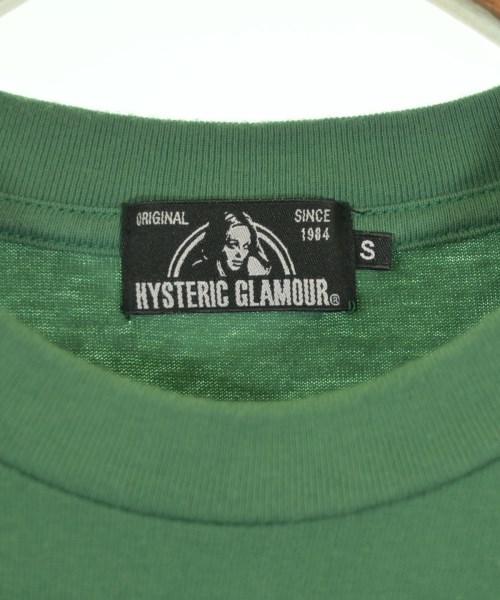 ORIGINAL
SINCE
1984
HYSTERIC GLAMOUR®
S